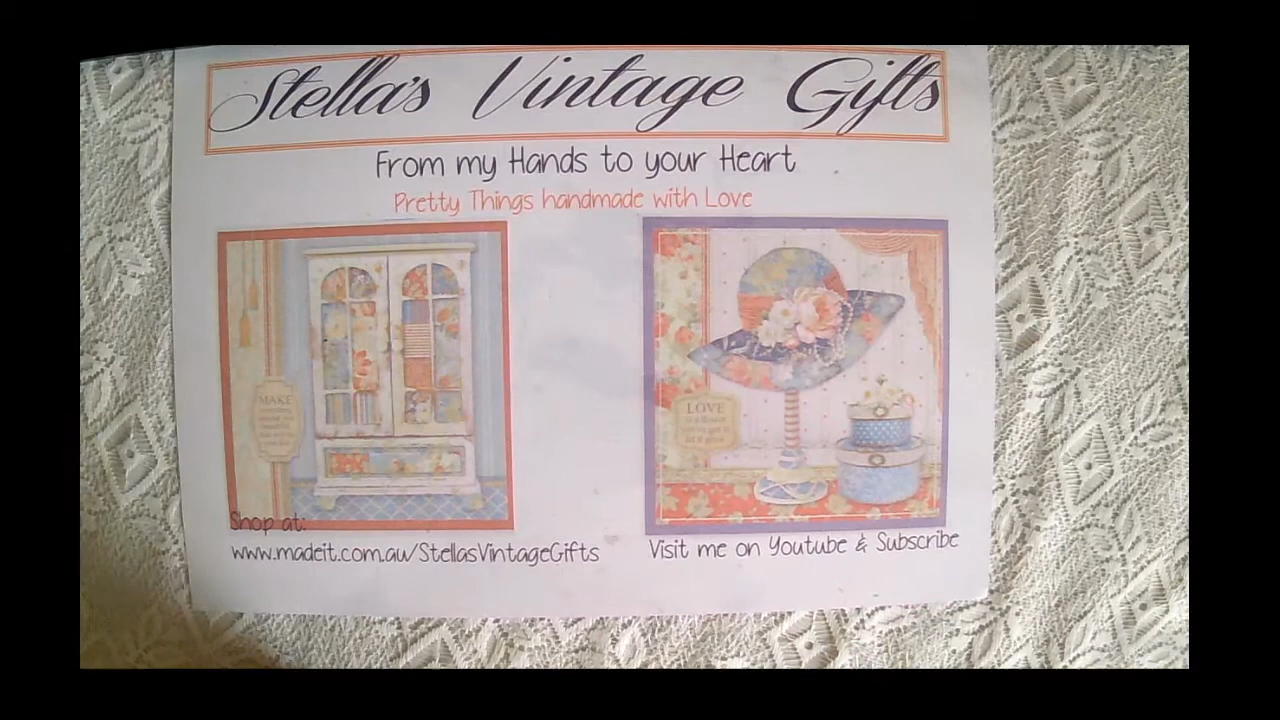 Stella's Vintage Gifts
From my Hands to your Heart
Pretty Things handmade with Love
MAKE
LOVE
Shop at:
www.madeit.com.au/StellasVintageGifts
Visit me on Youtube & Subscribe